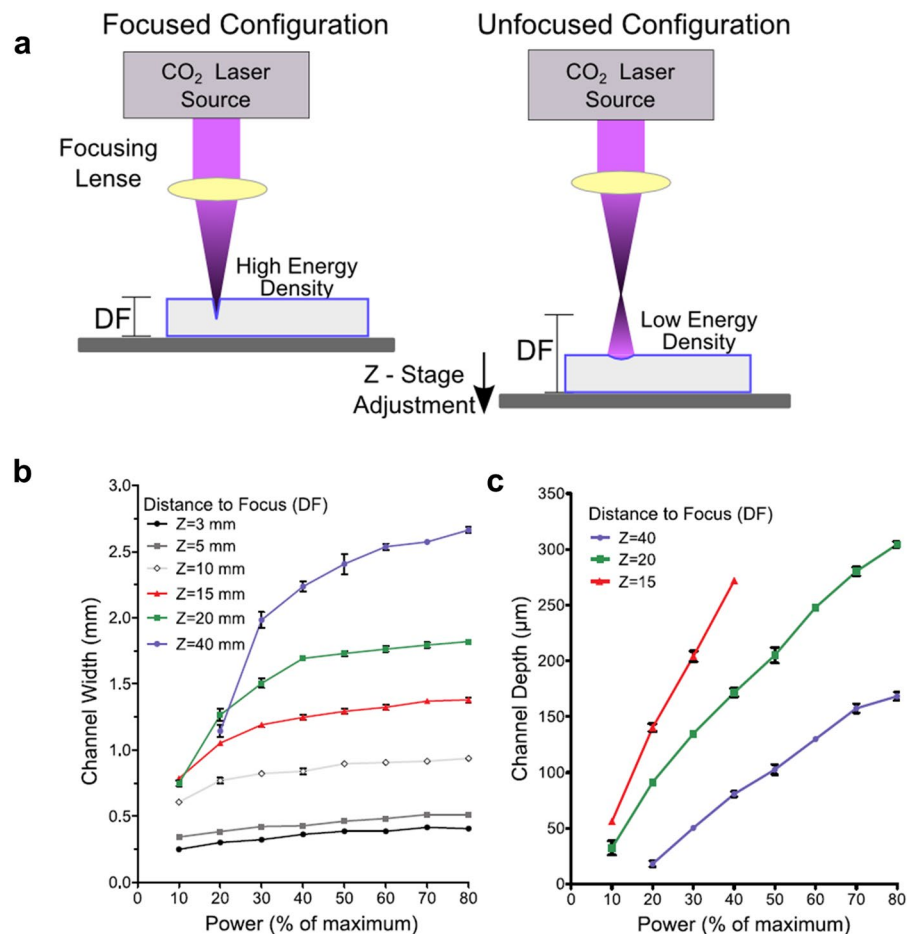 a
Focused Configuration
CO₂ Laser
Source
Focusing
Lense
High Energy
Density
DF
Unfocused Configuration
CO₂ Laser
Source
Low Energy
Density
DF
Z - Stage
Adjustment
b
Distance to Focus (DF)
Z=3 mm
Z=5 mm
Z=10 mm
Z=15 mm
Z=20 mm
Z=40 mm
Channel Width (mm)
3.0
2.5
2.0
1.5
1.0
0.5
0.0
0 10 20 30 40 50 60 70 80
Power (% of maximum)
c
Distance to Focus (DF)
Z=40
Z=20
Z=15
Channel Depth (µm)
350
300
250
200
150
100
50
0
0 10 20 30 40 50 60 70 80
Power (% of maximum)